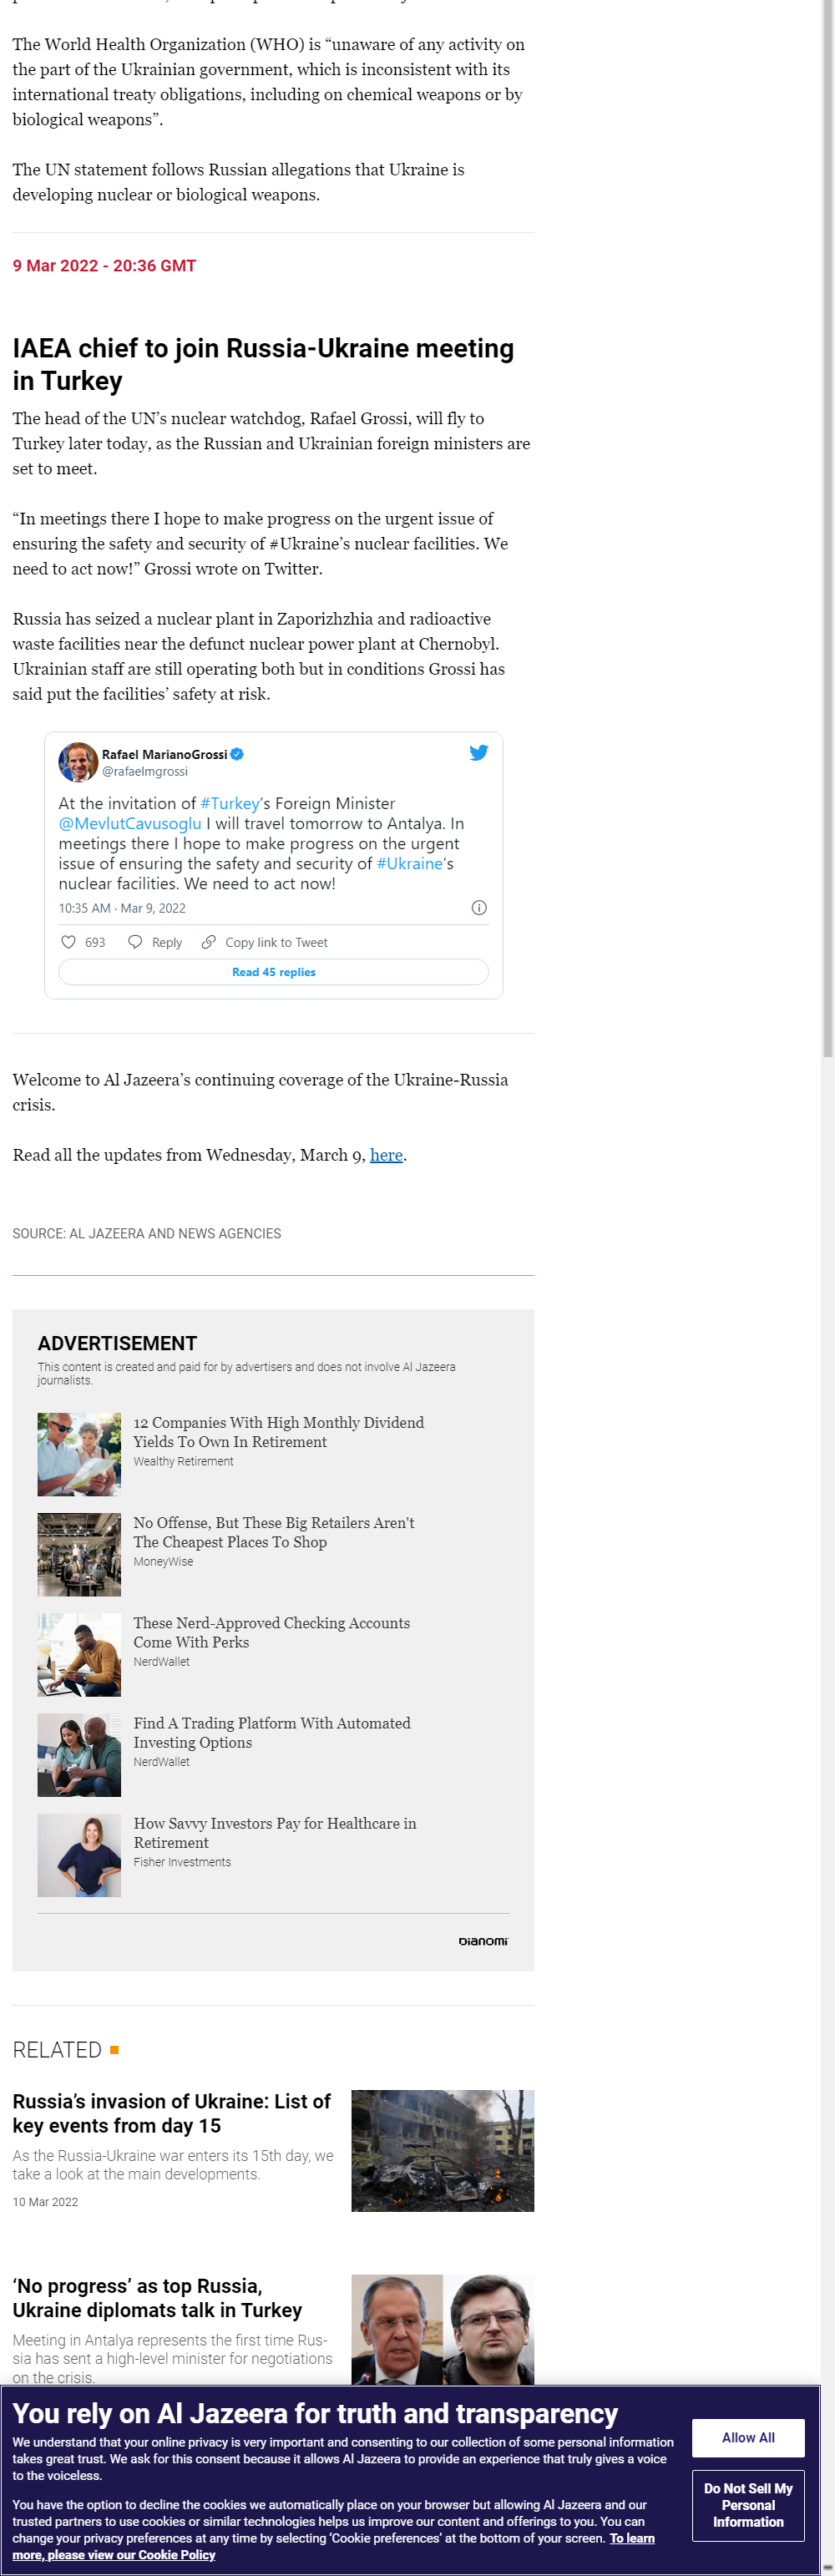 The World Health Organization (WHO) is “unaware of any activity on
the part of the Ukrainian government, which is inconsistent with its
international treaty obligations, including on chemical weapons or by
biological weapons”.
The UN statement follows Russian allegations that Ukraine is
developing nuclear or biological weapons.
9 Mar 2022 - 20:36 GMT
IAEA chief to join Russia-Ukraine meeting
in Turkey
The head of the UN’s nuclear watchdog, Rafael Grossi, will fly to
Turkey later today, as the Russian and Ukrainian foreign ministers are
set to meet.
“In meetings there I hope to make progress on the urgent issue of
ensuring the safety and security of #Ukraine’s nuclear facilities. We
need to act now!” Grossi wrote on Twitter.
Russia has seized a nuclear plant in Zaporizhzhia and radioactive
waste facilities near the defunct nuclear power plant at Chernobyl.
Ukrainian staff are still operating both but in conditions Grossi has
said put the facilities’ safety at risk.
Rafael MarianoGrossi
@rafaelmgrossi
At the invitation of #Turkey’s Foreign Minister
@MevlutCavusoglu I will travel tomorrow to Antalya. In
meetings there I hope to make progress on the urgent
issue of ensuring the safety and security of #Ukraine’s
nuclear facilities. We need to act now!
10:35 AM · Mar 9, 2022
693 Reply Copy link to Tweet
Read 45 replies
Welcome to Al Jazeera’s continuing coverage of the Ukraine-Russia
crisis.
Read all the updates from Wednesday, March 9, here.
SOURCE: AL JAZEERA AND NEWS AGENCIES
ADVERTISEMENT
This content is created and paid for by advertisers and does not involve Al Jazeera
journalists.
12 Companies With High Monthly Dividend
Yields To Own In Retirement
Wealthy Retirement
No Offense, But These Big Retailers Aren't
The Cheapest Places To Shop
MoneyWise
These Nerd-Approved Checking Accounts
Come With Perks
NerdWallet
Find A Trading Platform With Automated
Investing Options
NerdWallet
How Savvy Investors Pay for Healthcare in
Retirement
Fisher Investments
Dianomi
RELATED
Russia’s invasion of Ukraine: List of
key events from day 15
As the Russia-Ukraine war enters its 15th day, we
take a look at the main developments.
10 Mar 2022
‘No progress’ as top Russia,
Ukraine diplomats talk in Turkey
Meeting in Antalya represents the first time Rus-
sia has sent a high-level minister for negotiations
on the crisis.
You rely on Al Jazeera for truth and transparency
We understand that your online privacy is very important and consenting to our collection of some personal information
takes great trust. We ask for this consent because it allows Al Jazeera to provide an experience that truly gives a voice
to the voiceless.
You have the option to decline the cookies we automatically place on your browser but allowing Al Jazeera and our
trusted partners to use cookies or similar technologies helps us improve our content and offerings to you. You can
change your privacy preferences at any time by selecting ‘Cookie preferences’ at the bottom of your screen. To learn
more, please view our Cookie Policy
Allow All
Do Not Sell My
Personal
Information